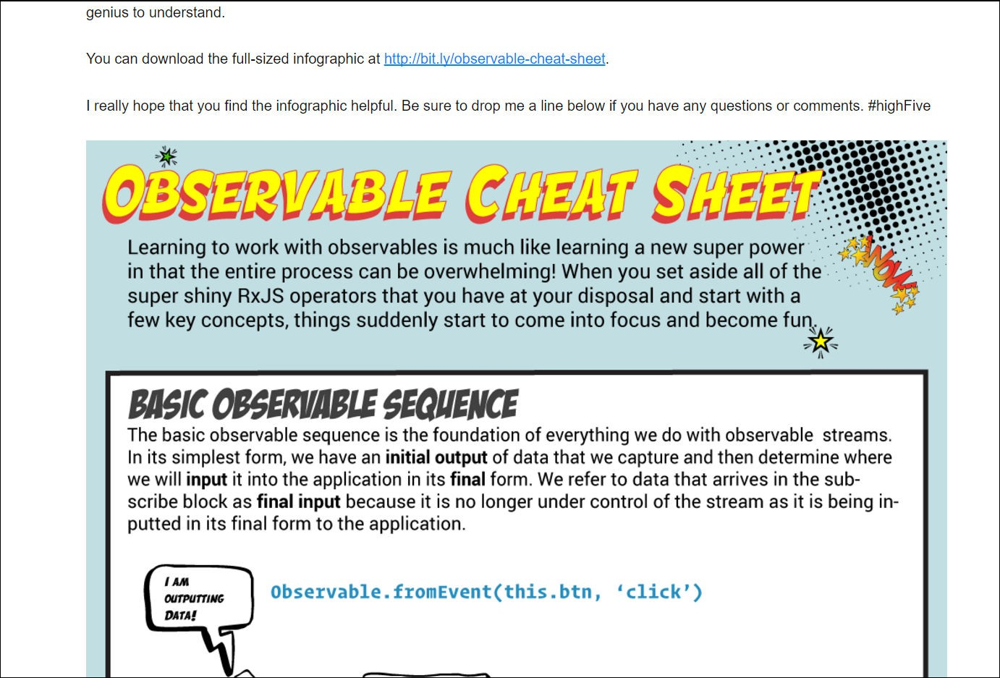 genius to understand.
You can download the full-sized infographic at http://bit.ly/observable-cheat-sheet.
I really hope that you find the infographic helpful. Be sure to drop me a line below if you have any questions or comments. #highFive
OBSERVABLE CHEAT SHEET
Learning to work with observables is much like learning a new super power
in that the entire process can be overwhelming! When you set aside all of the
super shiny RxJS operators that you have at your disposal and start with a
few key concepts, things suddenly start to come into focus and become fun.
WOW!
BASIC OBSERVABLE SEQUENCE
The basic observable sequence is the foundation of everything we do with observable  streams.
In its simplest form, we have an initial output of data that we capture and then determine where
we will input it into the application in its final form. We refer to data that arrives in the sub-
scribe block as final input because it is no longer under control of the stream as it is being in-
putted in its final form to the application.
I AM
OUTPUTTING
DATA!
Observable.fromEvent(this.btn, ‘click’)